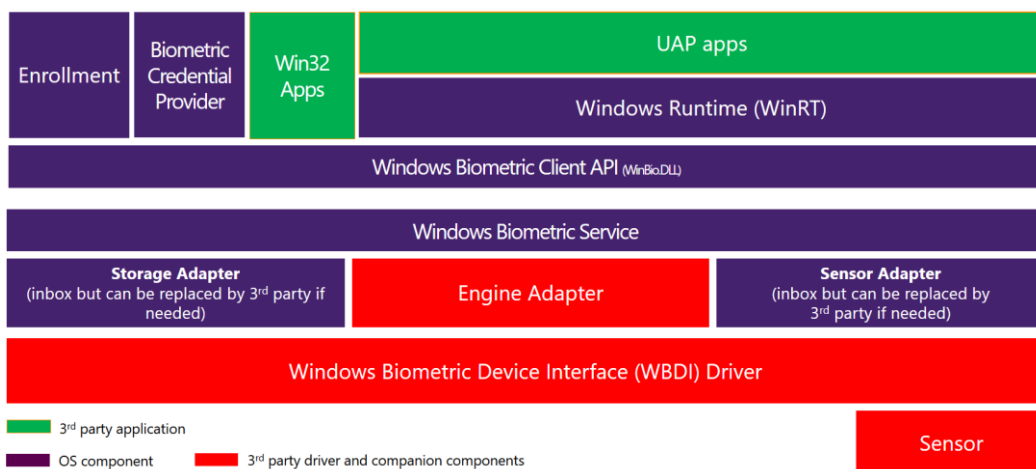 Enrollment
Biometric
Credential
Provider
Win32
Apps
UAP apps
Windows Runtime (WinRT)
Windows Biometric Client API (WinBio.DLL)
Windows Biometric Service
Storage Adapter
(inbox but can be replaced by 3rd party if
needed)
Engine Adapter
Sensor Adapter
(inbox but can be replaced by
3rd party if needed)
Windows Biometric Device Interface (WBDI) Driver
3rd party application
OS component
3rd party driver and companion components
Sensor